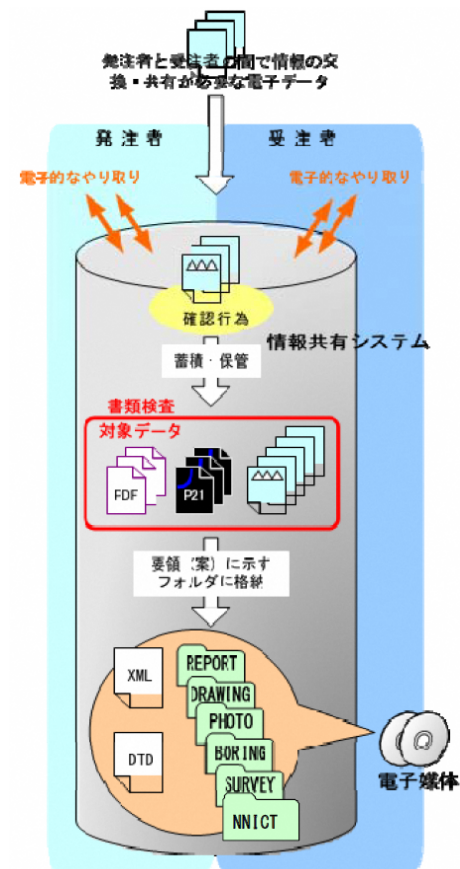 発注者と受注者の間で情報の交
換・共有が必要な電子データ
発注者
受注者
電子的なやり取り
電子的なやり取り
確認行為
情報共有システム
蓄積・保管
書類検査
対象データ
FDF
P21
要領（案）に示す
フォルダに格納
XML
DTD
REPORT
DRAWING
PHOTO
BORING
SURVEY
NNICT
電子媒体